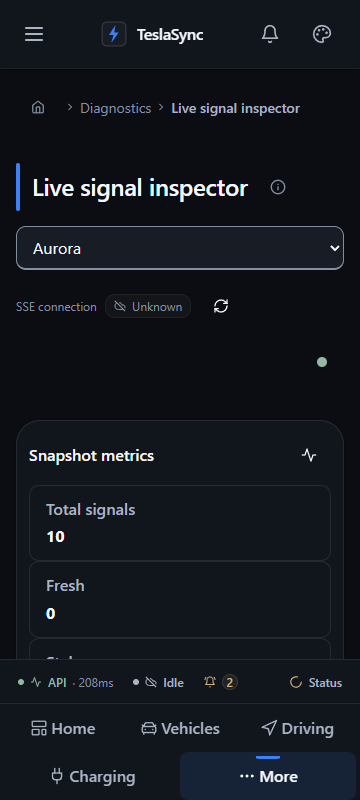 TeslaSync
Diagnostics
Live signal inspector
Live signal inspector
Aurora
SSE connection
Unknown
Snapshot metrics
Total signals
10
Fresh
0
API · 208ms
Idle
2
Status
Home
Vehicles
Driving
Charging
More